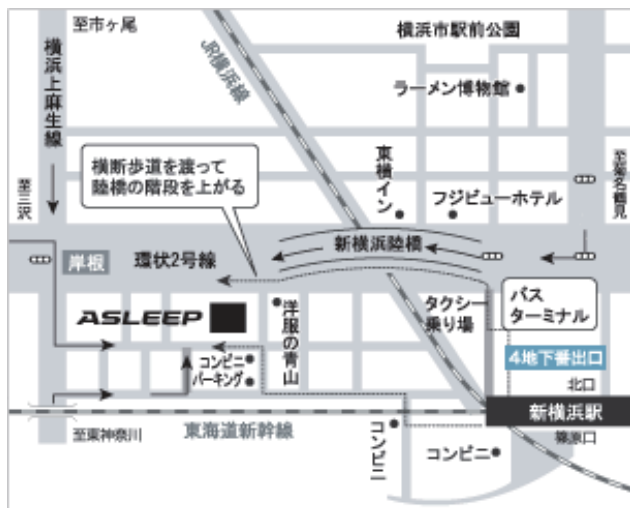 至市ヶ尾
横浜上麻生線
JR横浜線
横浜市駅前公園
ラーメン博物館
至菊名鶴見
東横イン
フジビューホテル
横断歩道を渡って
陸橋の階段を上がる
至三沢
新横浜陸橋
岸根
環状2号線
ASLEEP
洋服の青山
タクシー
乗り場
バス
ターミナル
4地下番出口
北口
コンビニ
パーキング
新横浜駅
至東神奈川
東海道新幹線
コンビニ
コンビニ
篠原口